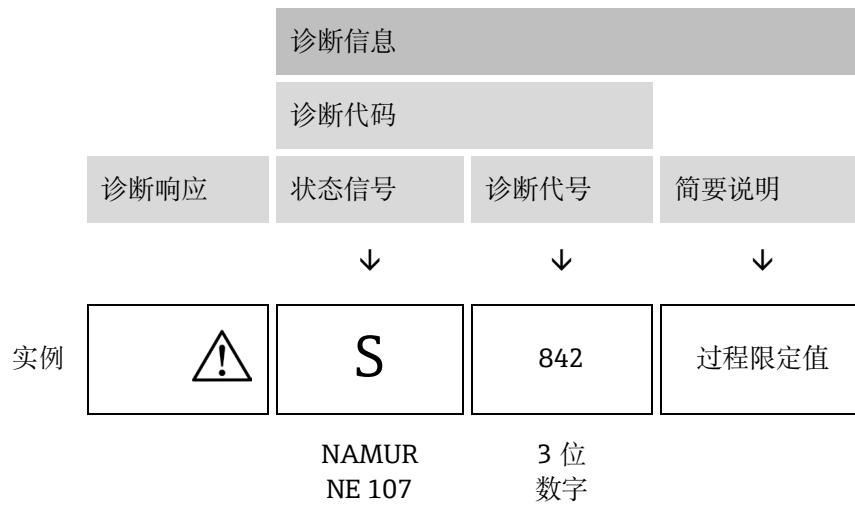 诊断信息
诊断代码
诊断响应 状态信号 诊断代号 简要说明
实例 S 842 过程限定值
NAMUR 3 位
NE 107 数字